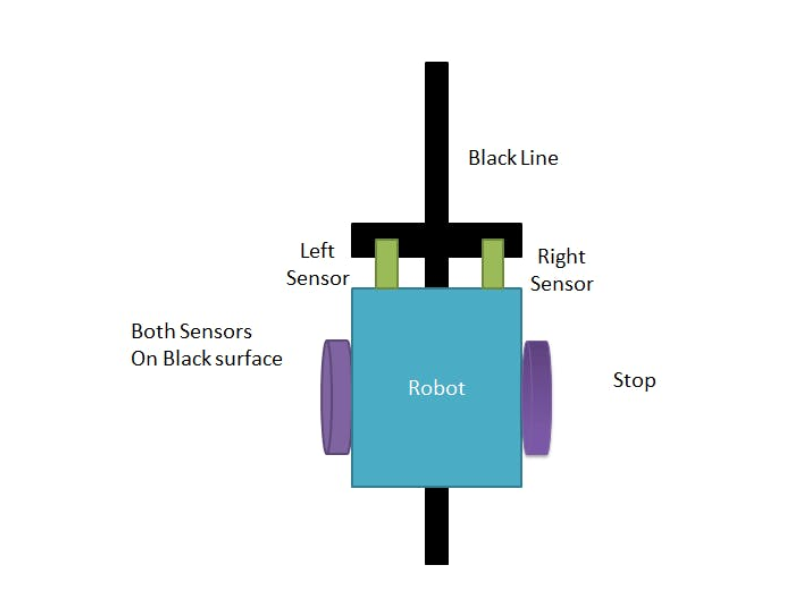 Black Line
Left
Sensor
Right
Sensor
Both Sensors
On Black surface
Robot
Stop